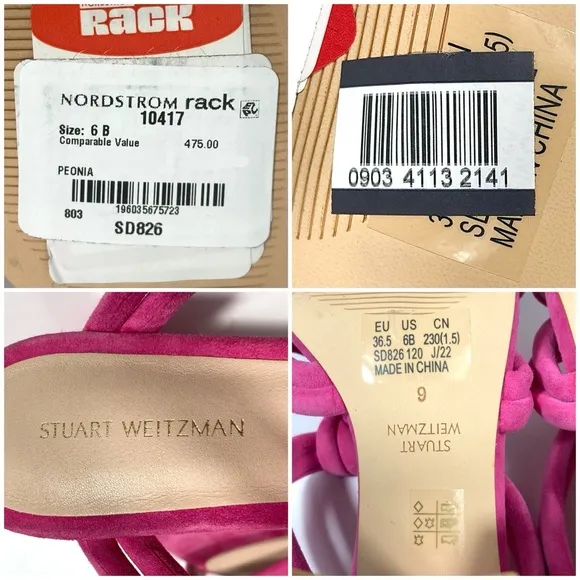 Rack
NORDSTROM rack
10417
Size: 6 B
Comparable Value 475.00
PEONIA
803 196035675723
SD826
5)
CHINA
0903 4113 2141
MA
STUART WEITZMAN
EU US CN
36.5 6B 230(1.5)
SD826 120 J/22
MADE IN CHINA
6
STUART
WEITZMAN